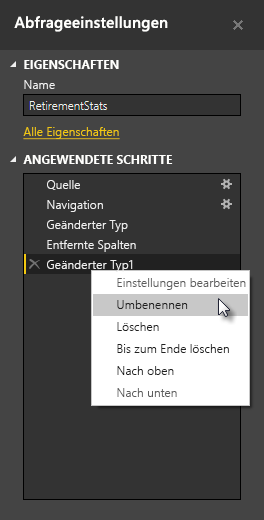 Abfrageeinstellungen
EIGENSCHAFTEN
Name
RetirementStats
Alle Eigenschaften
ANGEWENDETE SCHRITTE
Quelle
Navigation
Geänderter Typ
Entfernte Spalten
Geänderter Typ1
Einstellungen bearbeiten
Umbenennen
Löschen
Bis zum Ende löschen
Nach oben
Nach unten